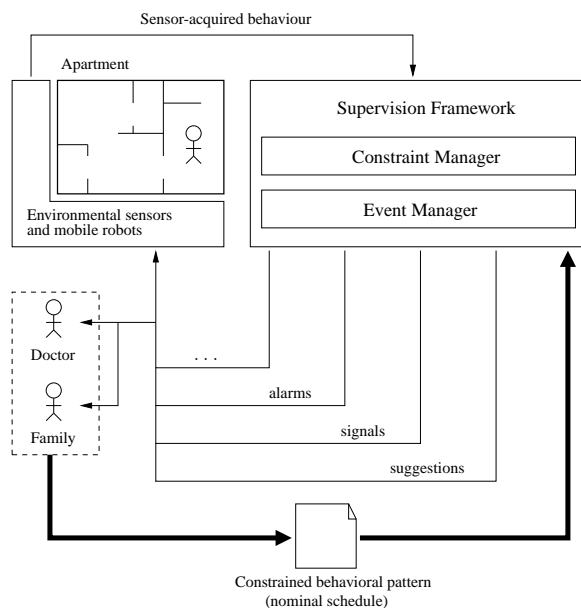 Sensor-acquired behaviour
Apartment
Supervision Framework
Constraint Manager
Event Manager
Environmental sensors
and mobile robots
Doctor
Family
. . .
alarms
signals
suggestions
Constrained behavioral pattern
(nominal schedule)